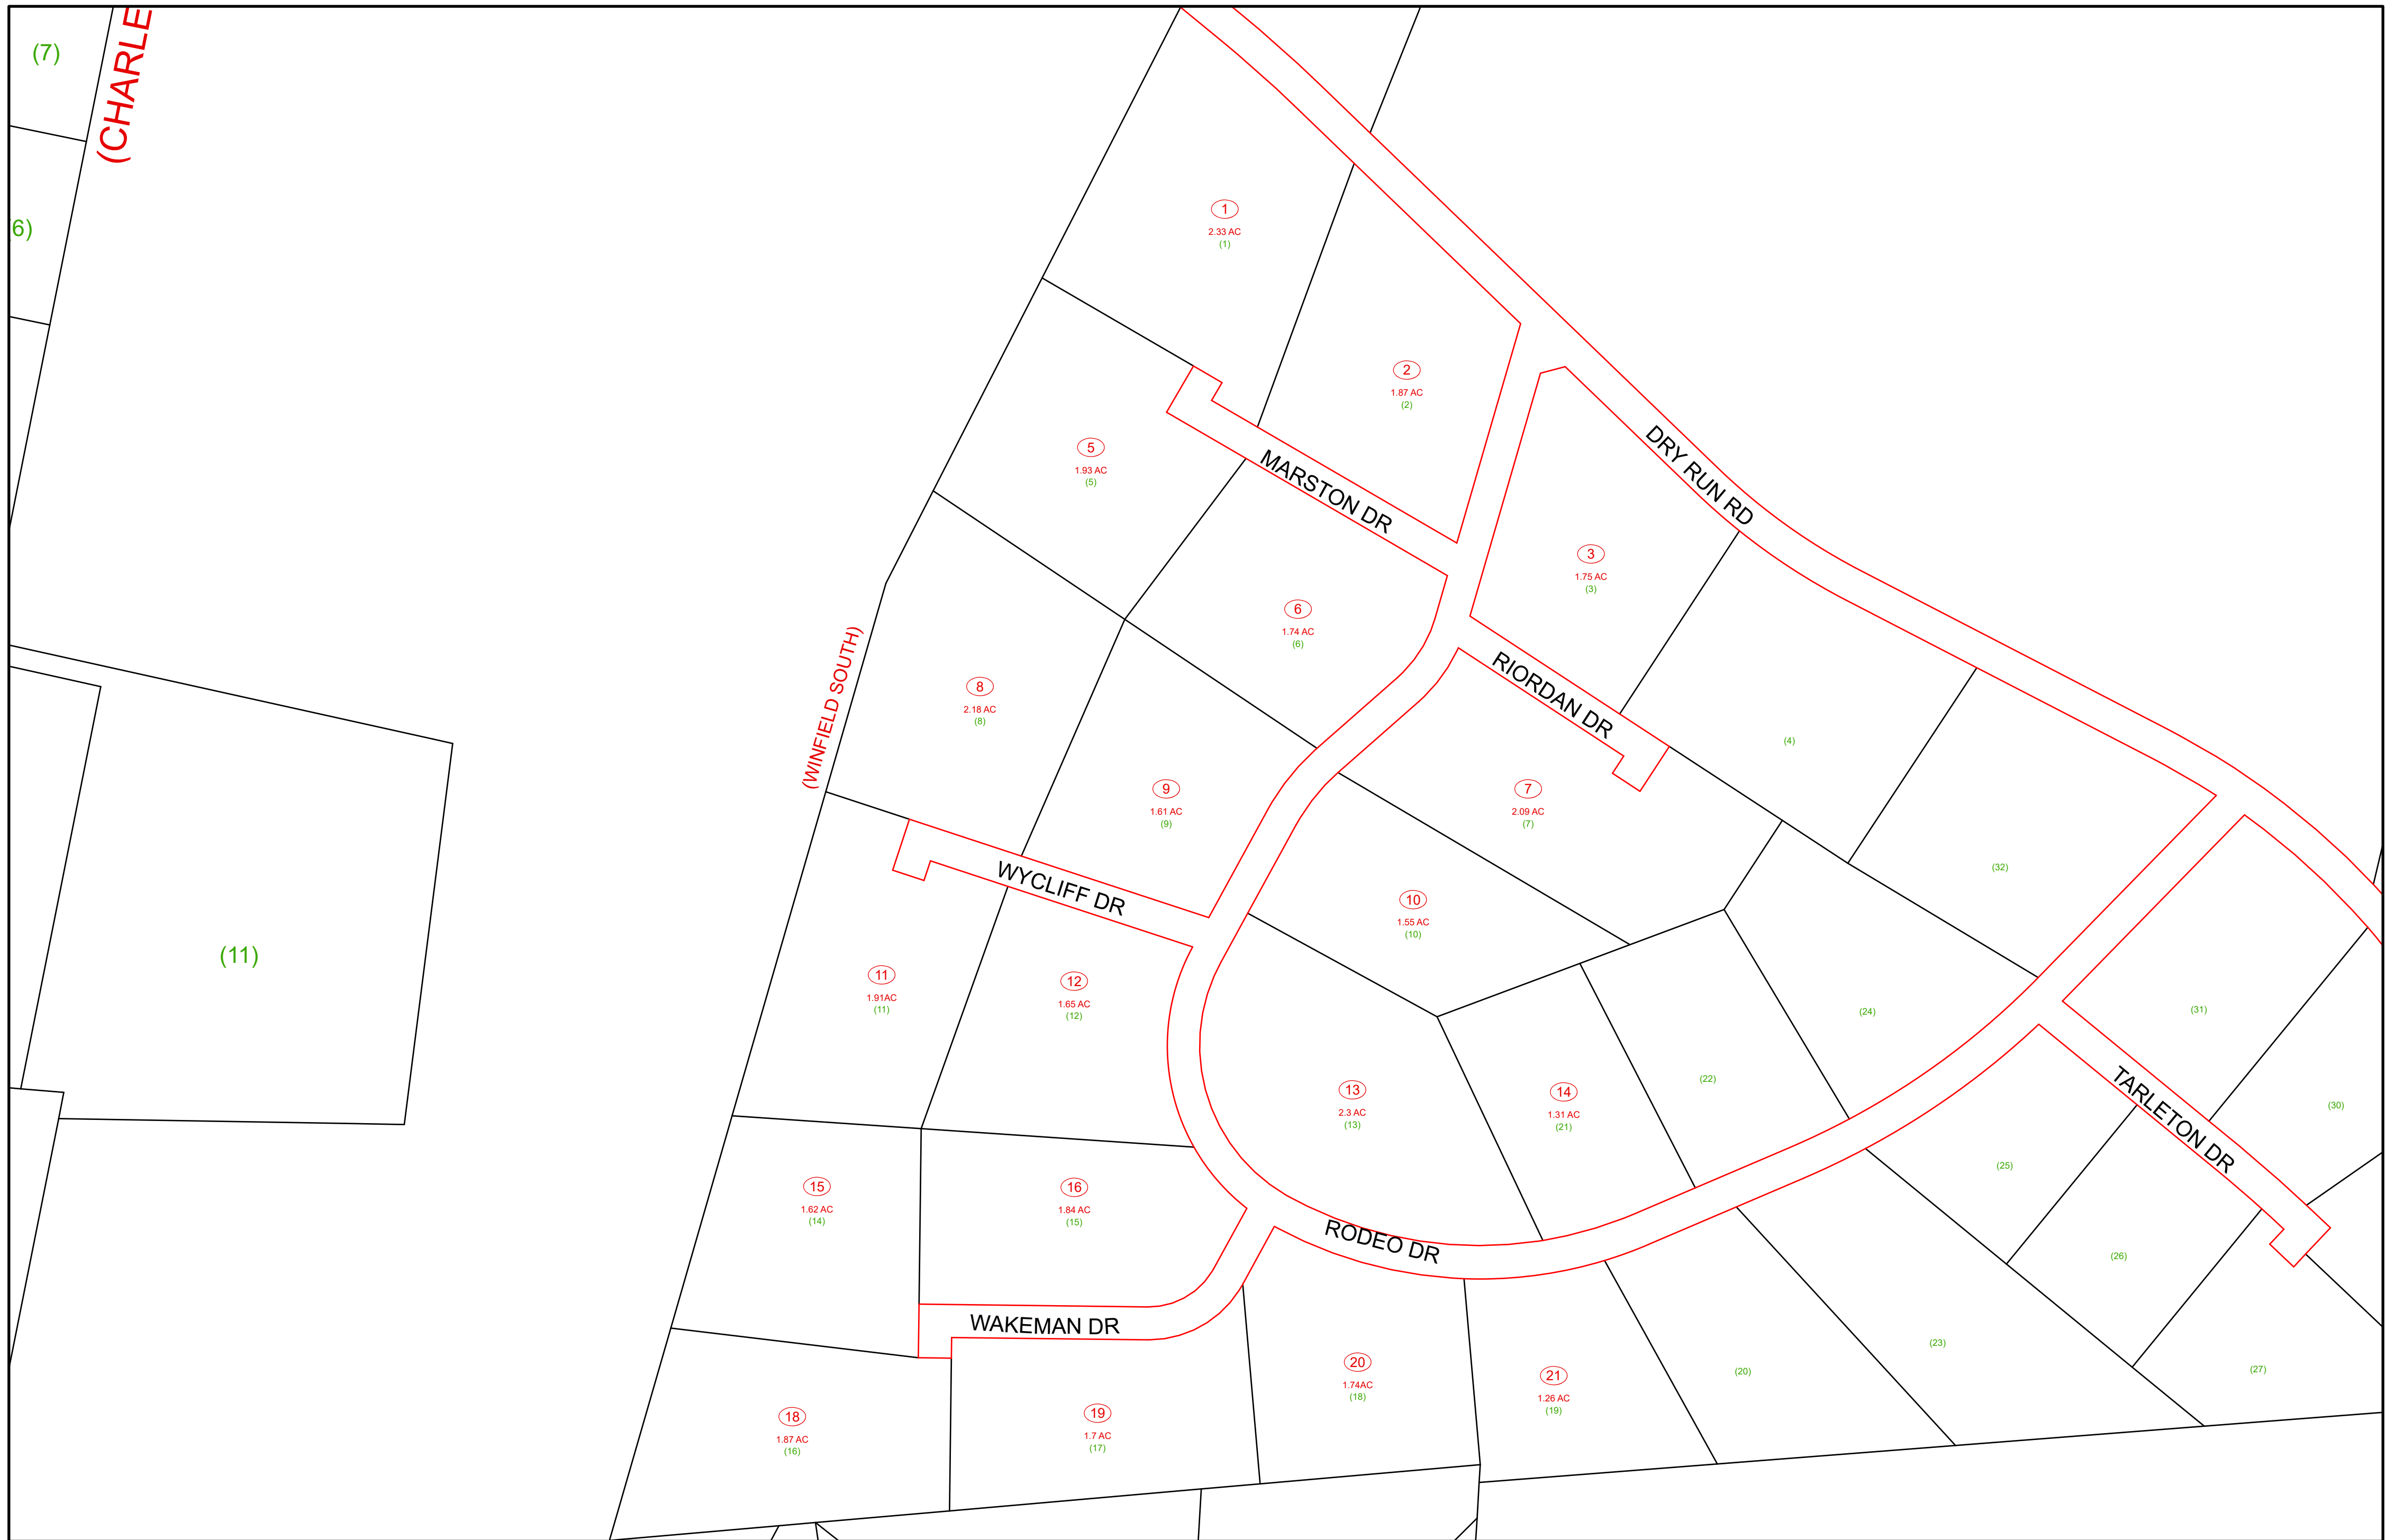 (7)
(CHARLE
6)
(11)
(WINFIELD SOUTH)
1
2.33 AC
(1)
2
1.87 AC
(2)
DRY RUN RD
5
1.93 AC
(5)
MARSTON DR
3
1.75 AC
(3)
6
1.74 AC
(6)
RIORDAN DR
8
2.18 AC
(8)
(4)
9
1.61 AC
(9)
7
2.09 AC
(7)
(32)
WYCLIFF DR
10
1.55 AC
(10)
11
1.91AC
(11)
12
1.65 AC
(12)
(24)
(31)
13
2.3 AC
(13)
14
1.31 AC
(21)
(22)
(30)
TARLETON DR
(25)
15
1.62 AC
(14)
16
1.84 AC
(15)
RODEO DR
(26)
WAKEMAN DR
20
1.74AC
(18)
21
1.26 AC
(19)
(20)
(23)
(27)
18
1.87 AC
(16)
19
1.7 AC
(17)